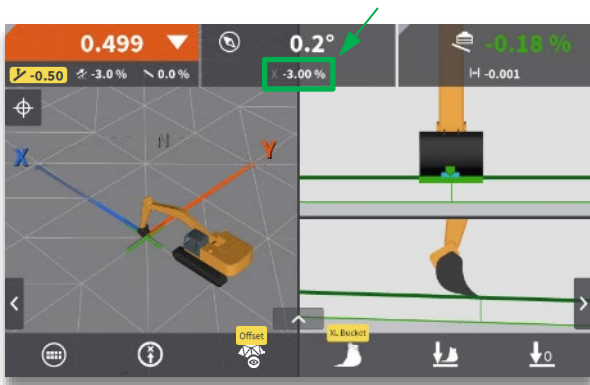 0.499
0.2°
-0.18 %
-0.50
-3.0 %
0.0 %
X -3.00 %
-0.001
N
X
Y
Offset
XL Bucket
0